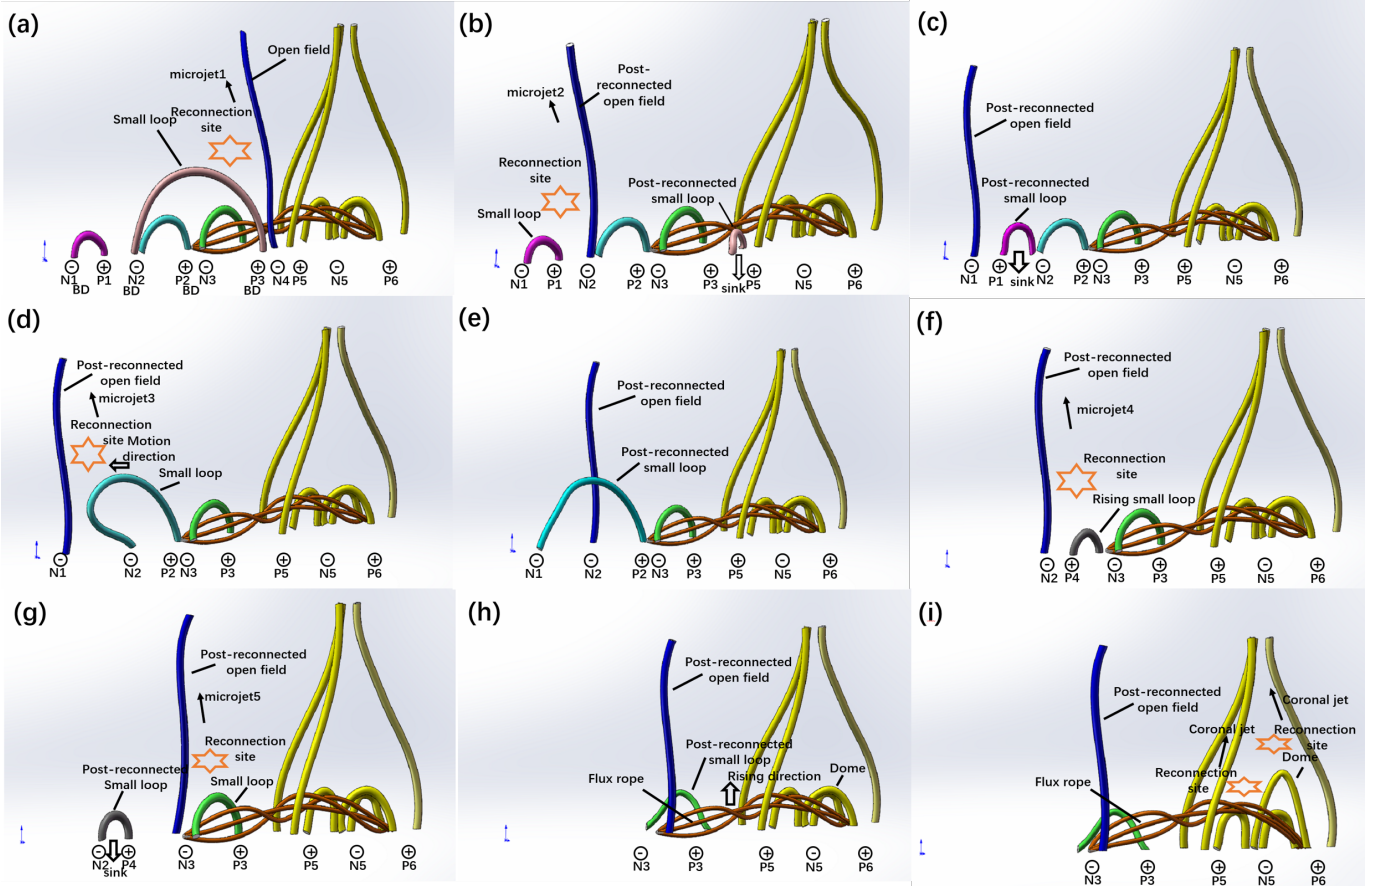 (a)
Open field
microjet1
Reconnection
site
Small loop
⊖ ⊕ ⊖ ⊕ ⊖ ⊕ ⊖ ⊕ ⊖ ⊕
N1 P1 N2 P2 N3 P3 N4 P5 N5 P6
BD BD BD BD
(b)
Post-
reconnected
open field
microjet2
Reconnection
site
Post-reconnected
small loop
Small loop
⊖ ⊕ ⊖ ⊕ ⊖ ⊕ ⊕ ⊖ ⊕
N1 P1 N2 P2 N3 P3 sink P5 N5 P6
(c)
Post-reconnected
open field
Post-reconnected
small loop
⊖ ⊕ ⊖ ⊕ ⊖ ⊕ ⊕ ⊖ ⊕
N1 P1 sink N2 P2 N3 P3 P5 N5 P6
(d)
Post-reconnected
open field
microjet3
Reconnection
site
Motion
direction
Small loop
⊖ ⊖ ⊕ ⊖ ⊕ ⊕ ⊖ ⊕
N1 N2 P2 N3 P3 P5 N5 P6
(e)
Post-reconnected
open field
Post-reconnected
small loop
⊖ ⊖ ⊕ ⊖ ⊕ ⊕ ⊖ ⊕
N1 N2 P2 N3 P3 P5 N5 P6
(f)
Post-reconnected
open field
microjet4
Reconnection
site
Rising small loop
⊖ ⊕ ⊖ ⊕ ⊕ ⊖ ⊕
N2 P4 N3 P3 P5 N5 P6
(g)
Post-reconnected
open field
microjet5
Reconnection
site
Post-reconnected
Small loop
Small loop
⊖ ⊕ ⊖ ⊕ ⊕ ⊖ ⊕
N2 P4 N3 P3 P5 N5 P6
sink
(h)
Post-reconnected
open field
Post-reconnected
small loop
Flux rope
Rising direction
Dome
⊖ ⊕ ⊕ ⊖ ⊕
N3 P3 P5 N5 P6
(i)
Post-reconnected
open field
Coronal jet
Coronal jet
Reconnection
site
Dome
Reconnection
site
Flux rope
⊖ ⊕ ⊕ ⊖ ⊕
N3 P3 P5 N5 P6